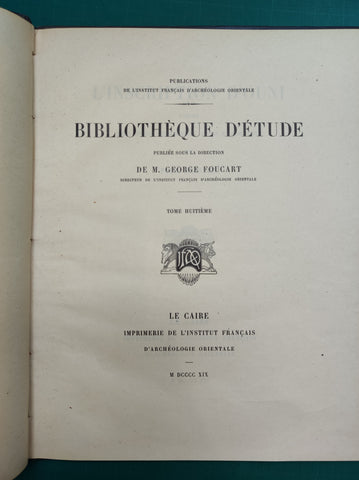 PUBLICATIONS
DE L'INSTITUT FRANÇAIS D'ARCHÉOLOGIE ORIENTALE
BIBLIOTHÈQUE D'ÉTUDE
PUBLIÉE SOUS LA DIRECTION
DE M. GEORGE FOUCART
DIRECTEUR DE L'INSTITUT FRANÇAIS D'ARCHÉOLOGIE ORIENTALE
TOME HUITIÈME
LE CAIRE
IMPRIMERIE DE L'INSTITUT FRANÇAIS
D'ARCHÉOLOGIE ORIENTALE
M DCCCC XIX